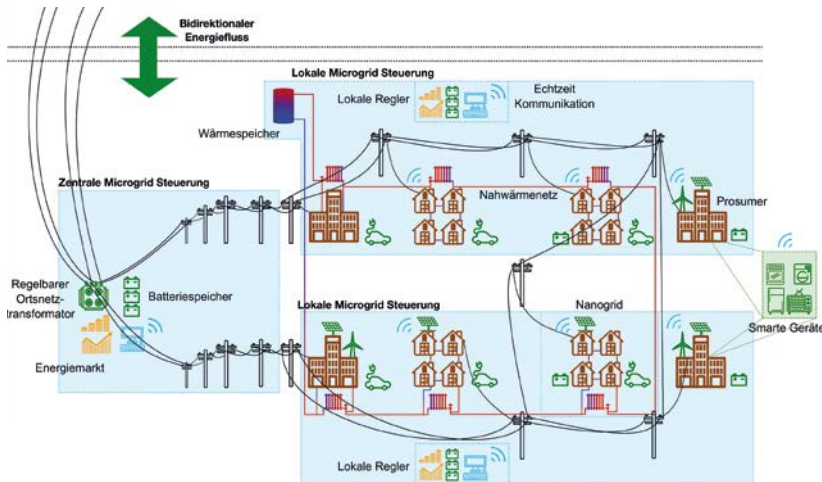 Bidirektionaler
Energiefluss
Lokale Microgrid Steuerung
Lokale Regler
Echtzeit
Kommunikation
Wärmespeicher
Zentrale Microgrid Steuerung
Nahwärmenetz
Prosumer
Regelbarer
Ortsnetz-
transformator
Batteriespeicher
Energiemarkt
Lokale Microgrid Steuerung
Nanogrid
Smarte Geräte
Lokale Regler